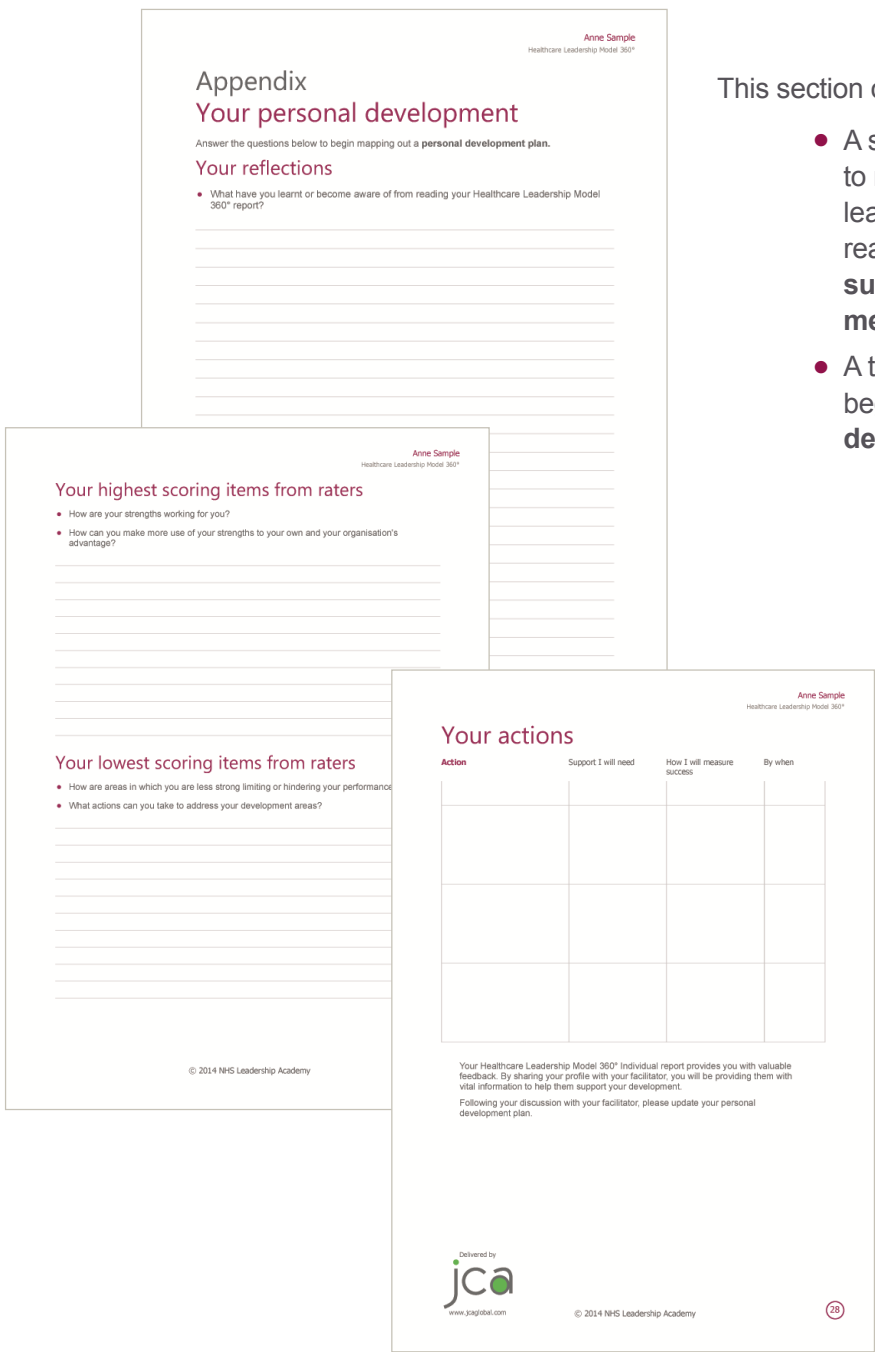 Anne Sample
Healthcare Leadership Model 360°
Appendix
Your personal development
Answer the questions below to begin mapping out a personal development plan.
Your reflections
• What have you learnt or become aware of from reading your Healthcare Leadership Model
360° report?
This section
• A
to
• A
Anne Sample
Healthcare Leadership Model 360°
Your highest scoring items from raters
• How are your strengths working for you?
• How can you make more use of your strengths to your own and your organisation's
advantage?
Your lowest scoring items from raters
• How are areas in which you are less strong limiting or hindering your performance
• What actions can you take to address your development areas?
© 2014 NHS Leadership Academy
Anne Sample
Healthcare Leadership Model 360°
Your actions
Action Support I will need How I will measure By when
success
Your Healthcare Leadership Model 360° Individual report provides you with valuable
feedback. By sharing your profile with your facilitator, you will be providing them with
vital information to help them support your development.
Following your discussion with your facilitator, please update your personal
development plan.
Delivered by
jca
www.jcaglobal.com
© 2014 NHS Leadership Academy
28